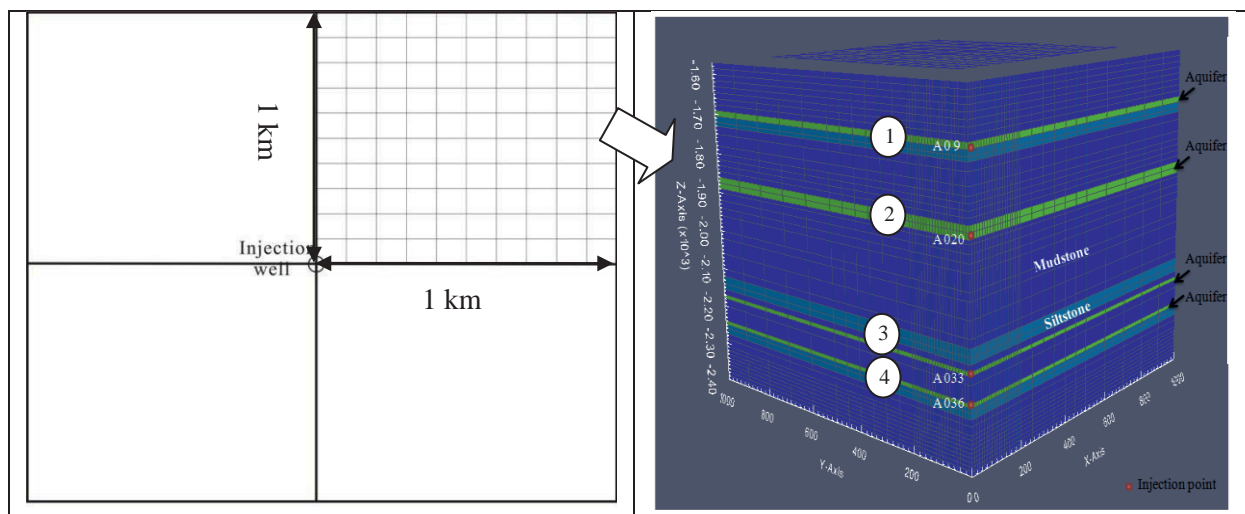 1 km
Injection
well
1 km
-1.60
-1.70
-1.80
-1.90
-2.00
-2.10
-2.20
-2.30
-2.40
Z-Axis (x10^3)
Aquifer
1
A09
Aquifer
2
A020
Mudstone
Aquifer
Siltstone
Aquifer
3
A033
4
A036
1000
800
600
400
200
0
Y-Axis
0
200
400
600
800
X-Axis
Injection point